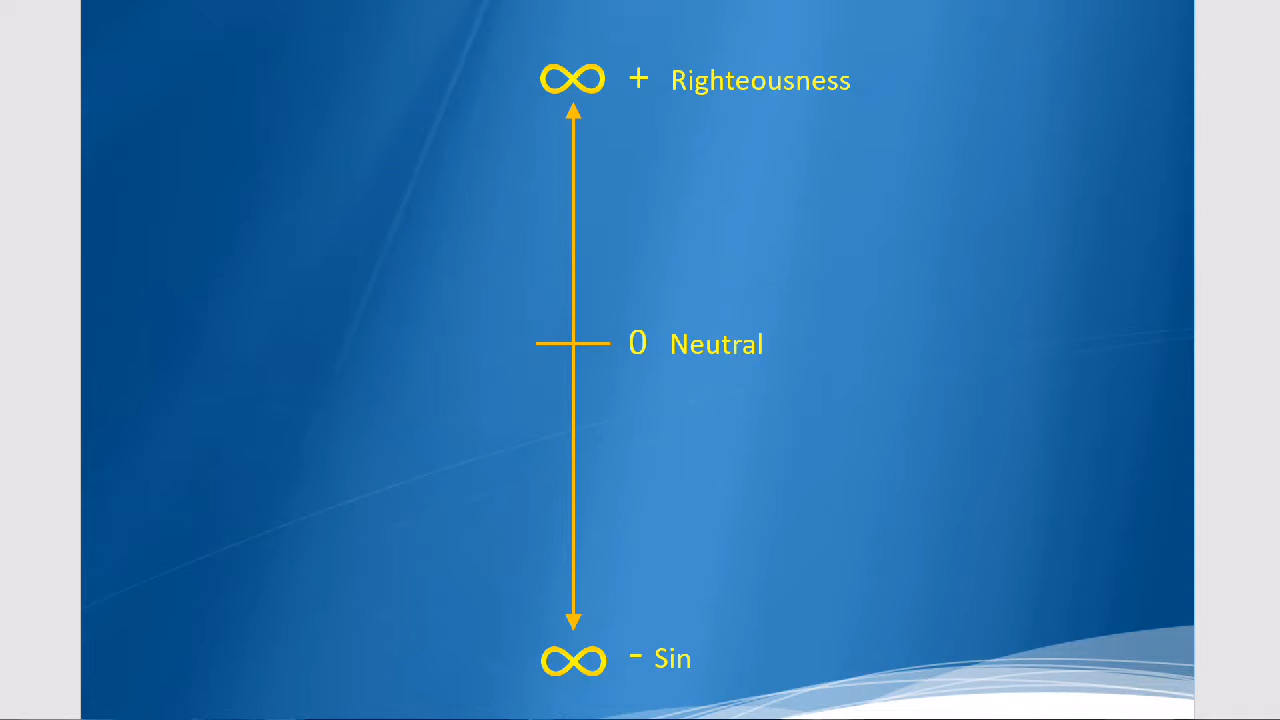 ∞ + Righteousness
0 Neutral
∞ - Sin